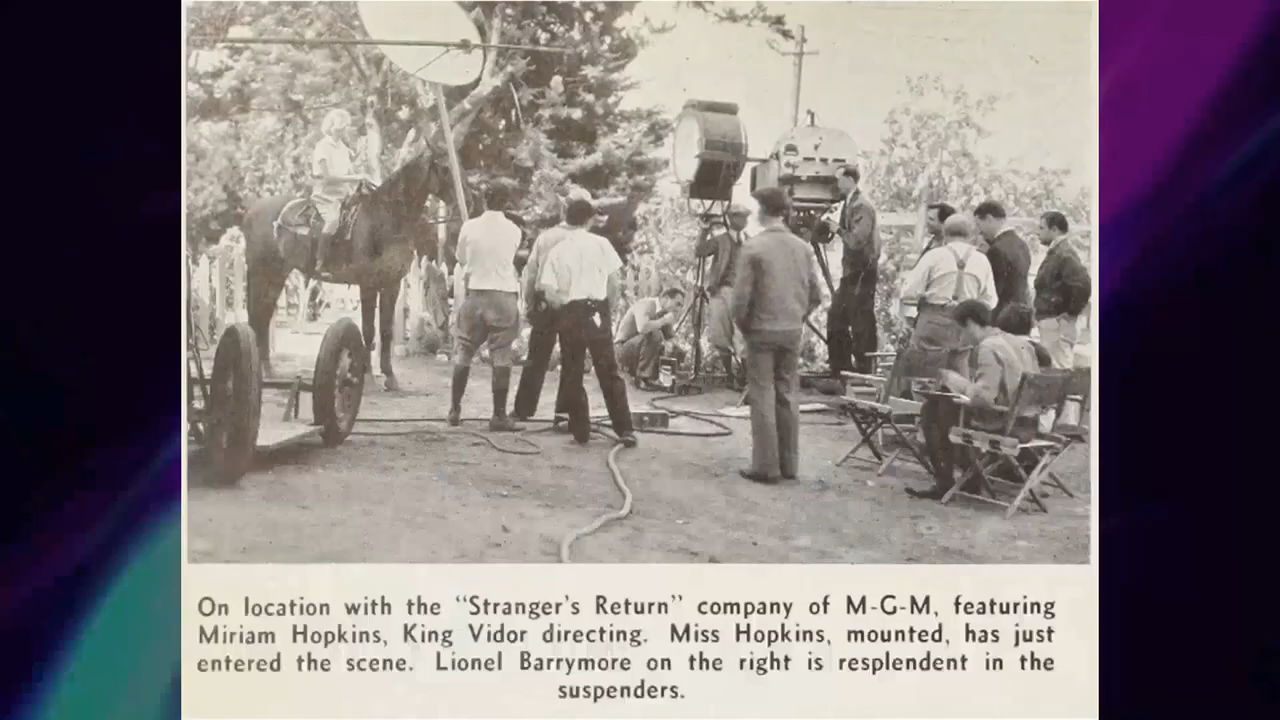 On location with the "Stranger's Return" company of M-G-M, featuring
Miriam Hopkins, King Vidor directing. Miss Hopkins, mounted, has just
entered the scene. Lionel Barrymore on the right is resplendent in the
suspenders.